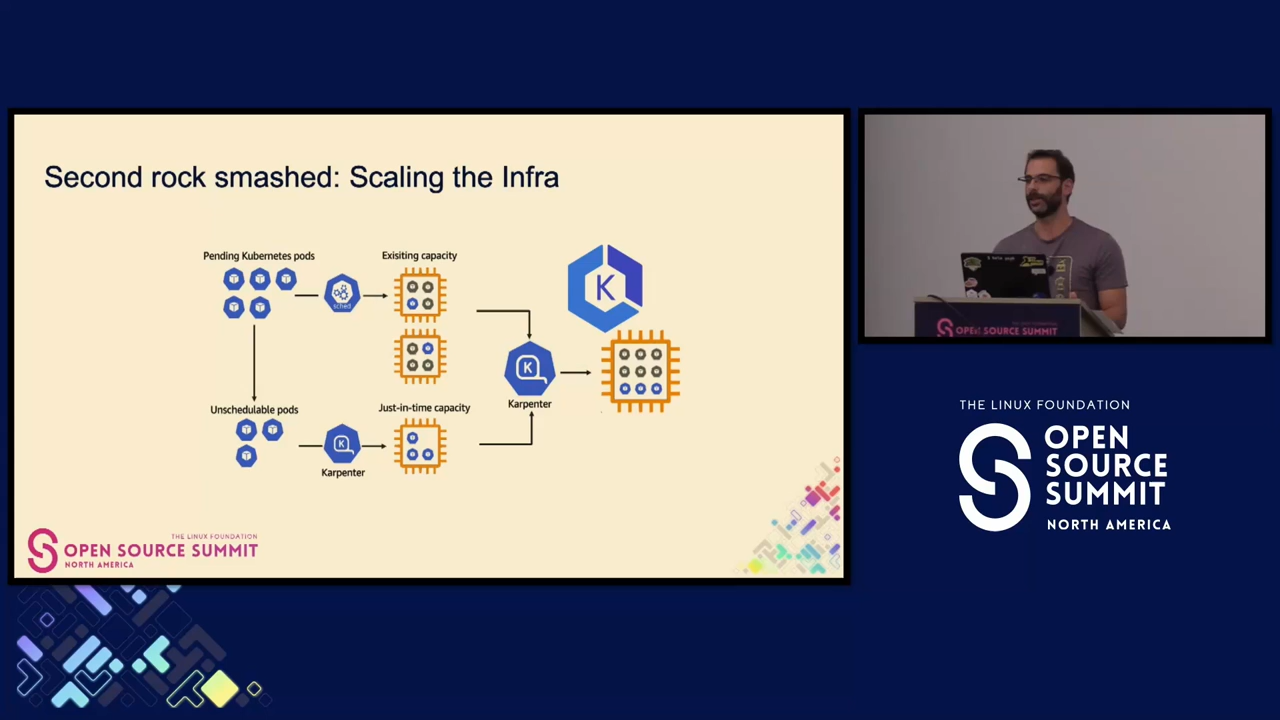 Second rock smashed: Scaling the Infra
Pending Kubernetes pods
Exisiting capacity
sched
K
K
Karpenter
Unschedulable pods
Just-in-time capacity
K
Karpenter
THE LINUX FOUNDATION
OPEN SOURCE SUMMIT
NORTH AMERICA
OPEN SOURCE SUMMIT
THE LINUX FOUNDATION
OPEN
SOURCE
SUMMIT
NORTH AMERICA